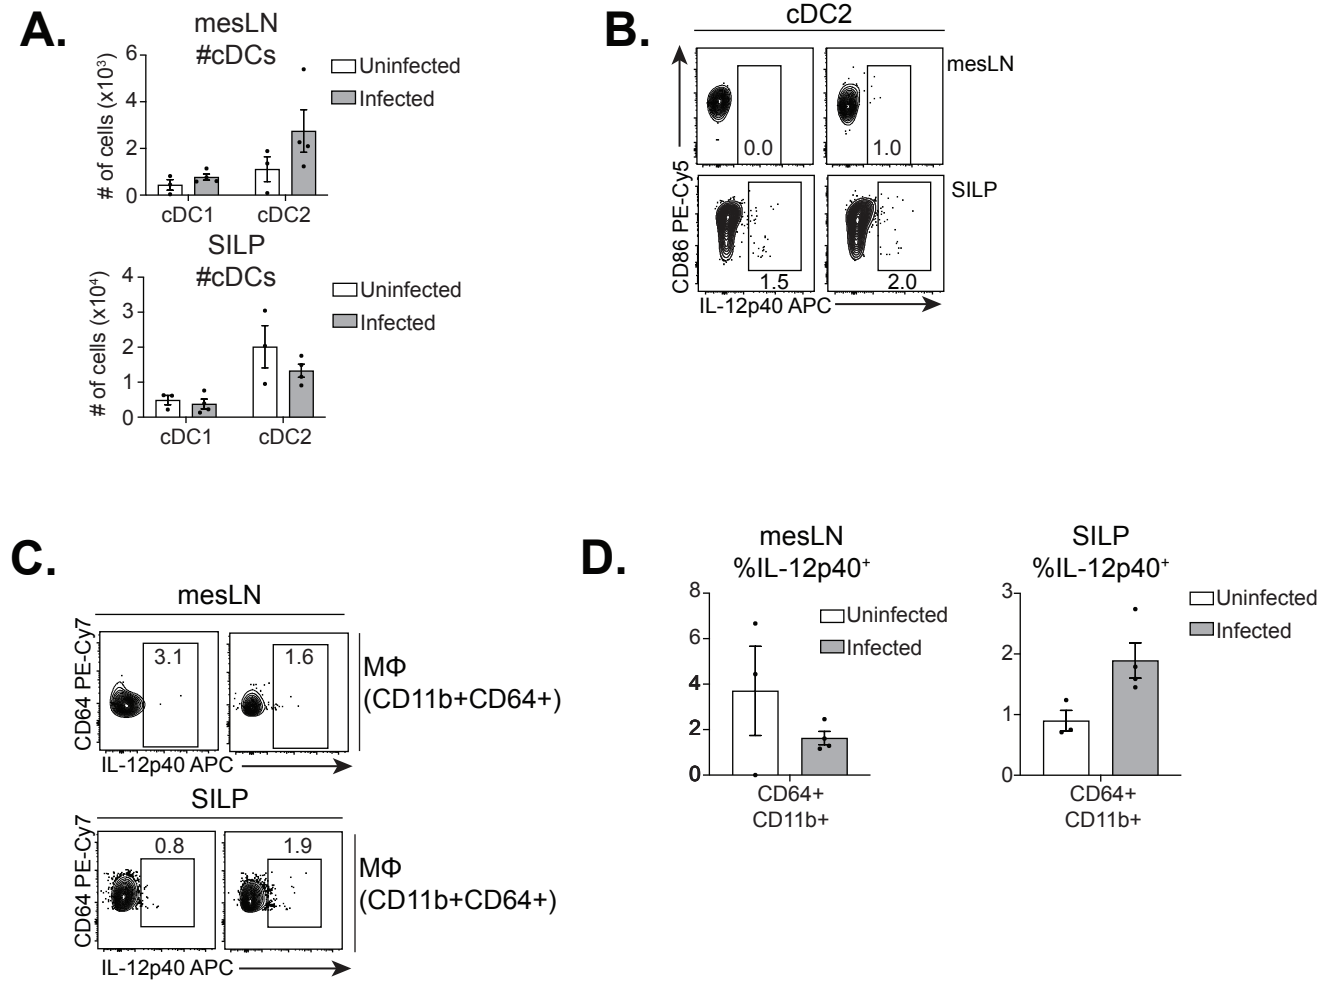 A.
mesLN
#cDCs
# of cells (x10³)
6
4
2
0
cDC1
cDC2
Uninfected
Infected
SILP
#cDCs
# of cells (x10⁴)
4
3
2
1
0
cDC1
cDC2
Uninfected
Infected
B.
cDC2
mesLN
0.0
1.0
SILP
1.5
2.0
CD86 PE-Cy5
IL-12p40 APC
C.
mesLN
CD64 PE-Cy7
3.1
1.6
MΦ
(CD11b+CD64+)
IL-12p40 APC
SILP
CD64 PE-Cy7
0.8
1.9
MΦ
(CD11b+CD64+)
IL-12p40 APC
D.
mesLN
%IL-12p40⁺
8
6
4
2
0
Uninfected
Infected
CD64+
CD11b+
SILP
%IL-12p40⁺
3
2
1
0
Uninfected
Infected
CD64+
CD11b+